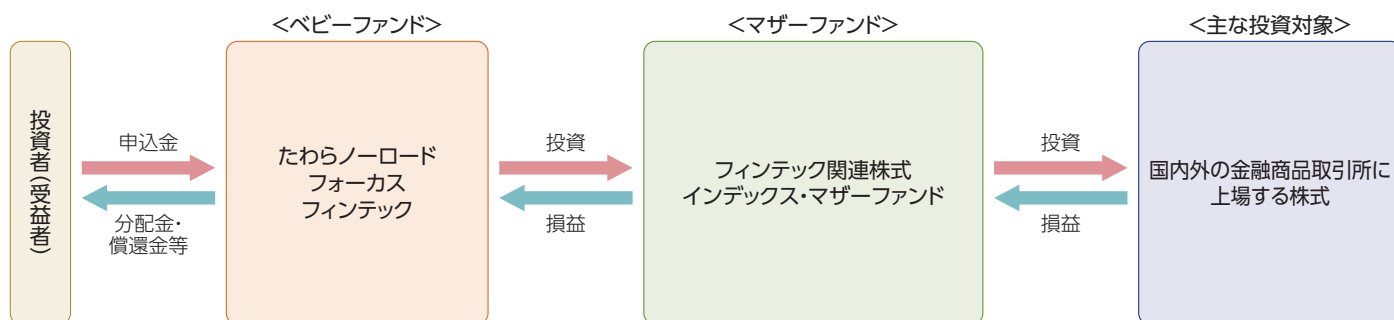 ＜ベビーファンド＞
＜マザーファンド＞
＜主な投資対象＞
投資者(受益者)
申込金
分配金・
償還金等
たわらノーロード
フォーカス
フィンテック
投資
損益
フィンテック関連株式
インデックス・マザーファンド
投資
損益
国内外の金融商品取引所に
上場する株式